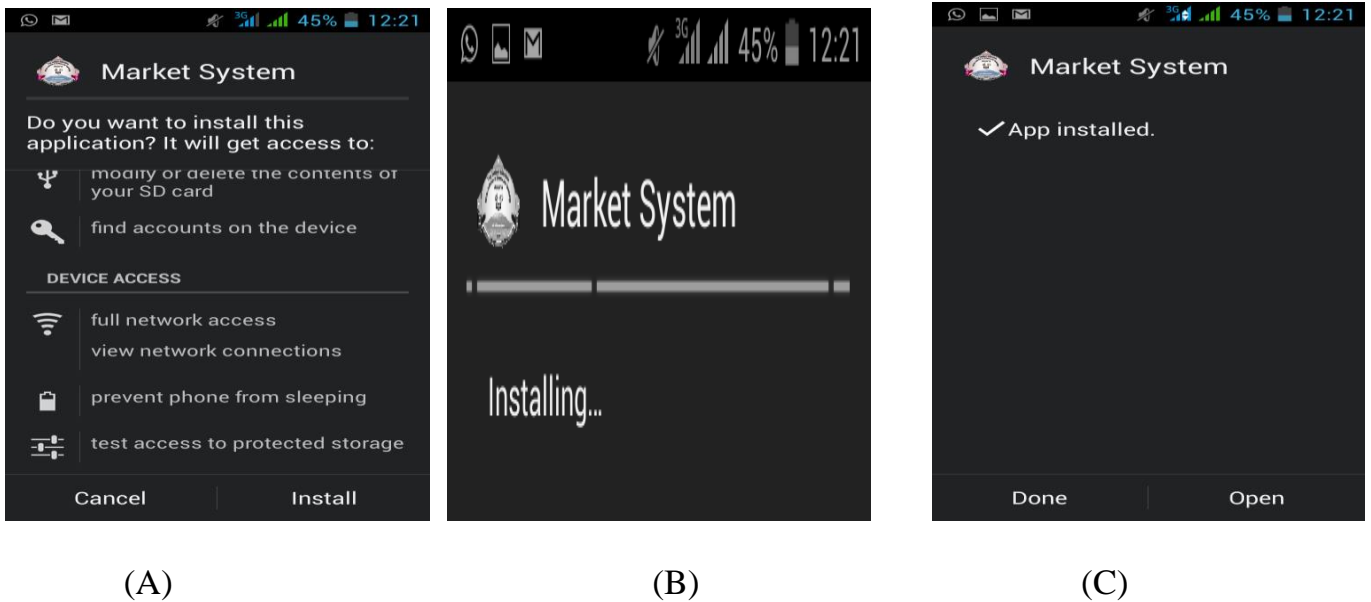 3G 45% 12:21
Market System
Do you want to install this
application? It will get access to:
modify or delete the contents of
your SD card
find accounts on the device
DEVICE ACCESS
full network access
view network connections
prevent phone from sleeping
test access to protected storage
Cancel Install
(A)
3G 45% 12:21
Market System
Installing...
(B)
3G 45% 12:21
Market System
App installed.
Done Open
(C)